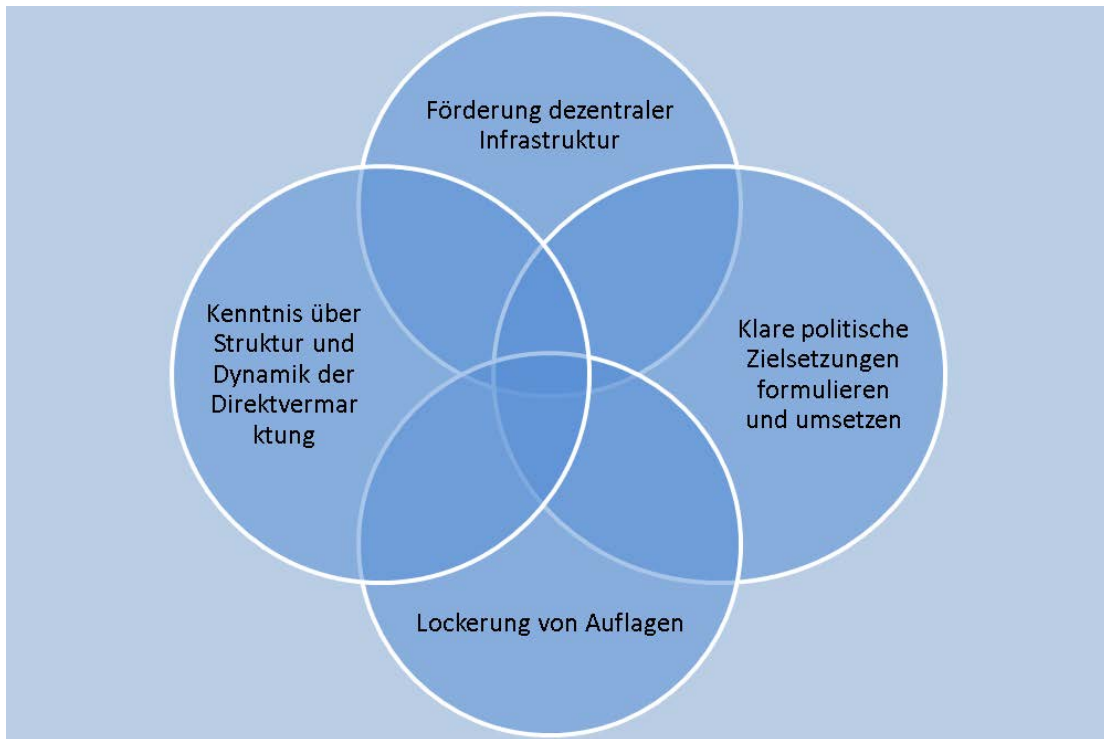 Förderung dezentraler
Infrastruktur
Kenntnis über
Struktur und
Dynamik der
Direktvermar
ktung
Klare politische
Zielsetzungen
formulieren
und umsetzen
Lockerung von Auflagen